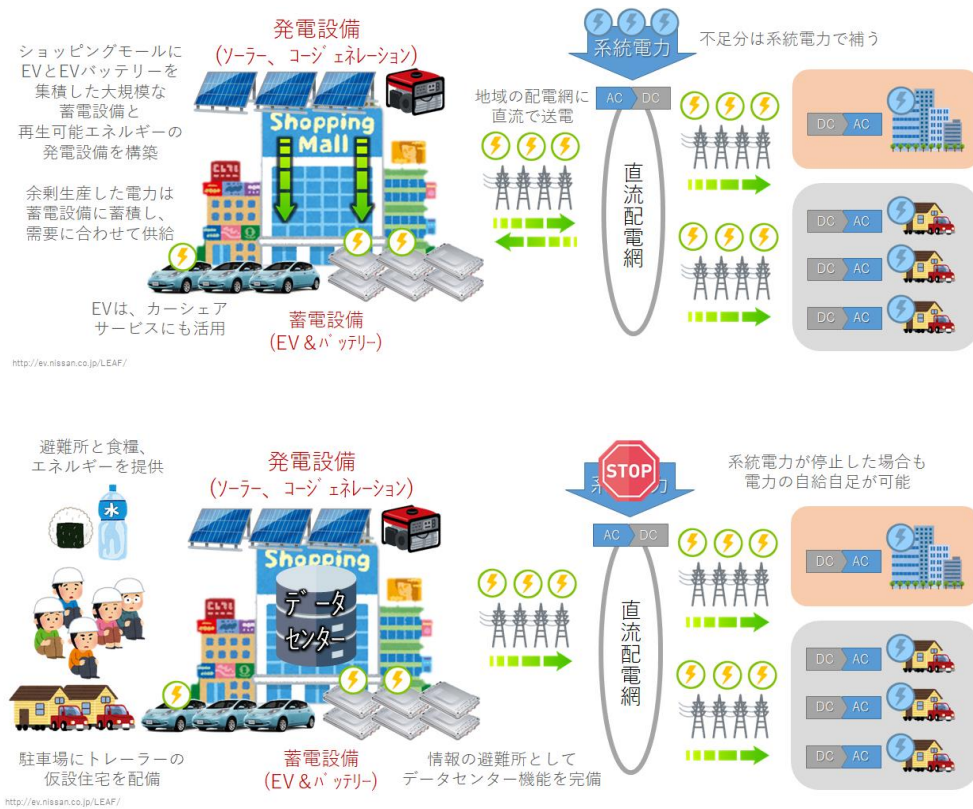 発電設備
(ソーラー、コージェネレーション)
ショッピングモールに
EVとEVバッテリーを
集積した大規模な
蓄電設備と
再生可能エネルギーの
発電設備を構築
余剰生産した電力は
蓄電設備に蓄積し、
需要に合わせて供給
Shopping
Mall
EVは、カーシェア
サービスにも活用
蓄電設備
(EV&バッテリー)
http://ev.nissan.co.jp/LEAF/
系統電力
不足分は系統電力で補う
地域の配電網に
直流で送電
AC DC
直流配電網
DC AC
DC AC
DC AC
DC AC
避難所と食糧、
エネルギーを提供
水
発電設備
(ソーラー、コージェネレーション)
Shopping
データ
センター
駐車場にトレーラーの
仮設住宅を配備
蓄電設備
(EV&バッテリー)
情報の避難所として
データセンター機能を完備
http://ev.nissan.co.jp/LEAF/
STOP
系統電力が停止した場合も
電力の自給自足が可能
AC DC
直流配電網
DC AC
DC AC
DC AC
DC AC